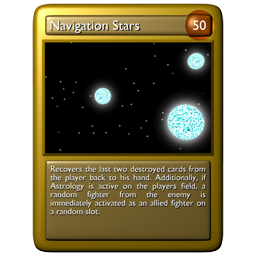 Navigation Stars
50
Recovers the last two destroyed cards from
the player back to his hand. Additionally, if
Astrology is active on the players field, a
random fighter from the enemy is
immediately activated as an allied fighter on
a random slot.